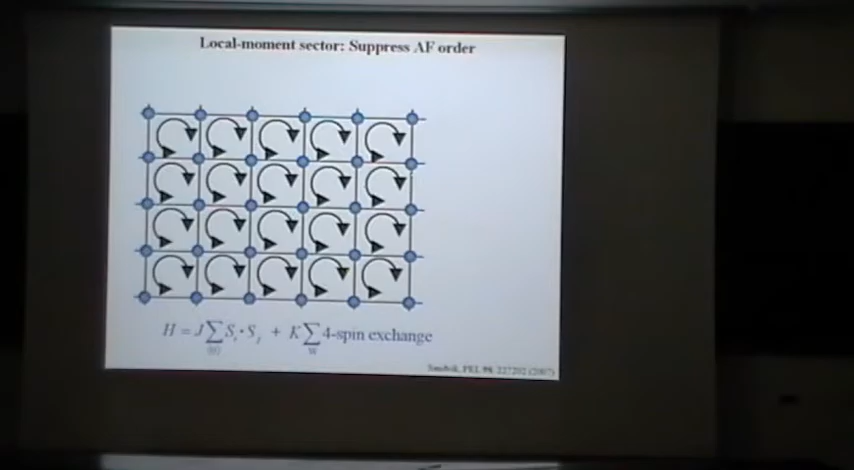 Local-moment sector: Suppress AF order
H = J∑S_i·S_j + K∑4-spin exchange
Sandvik, PRL 98, 227202 (2007)